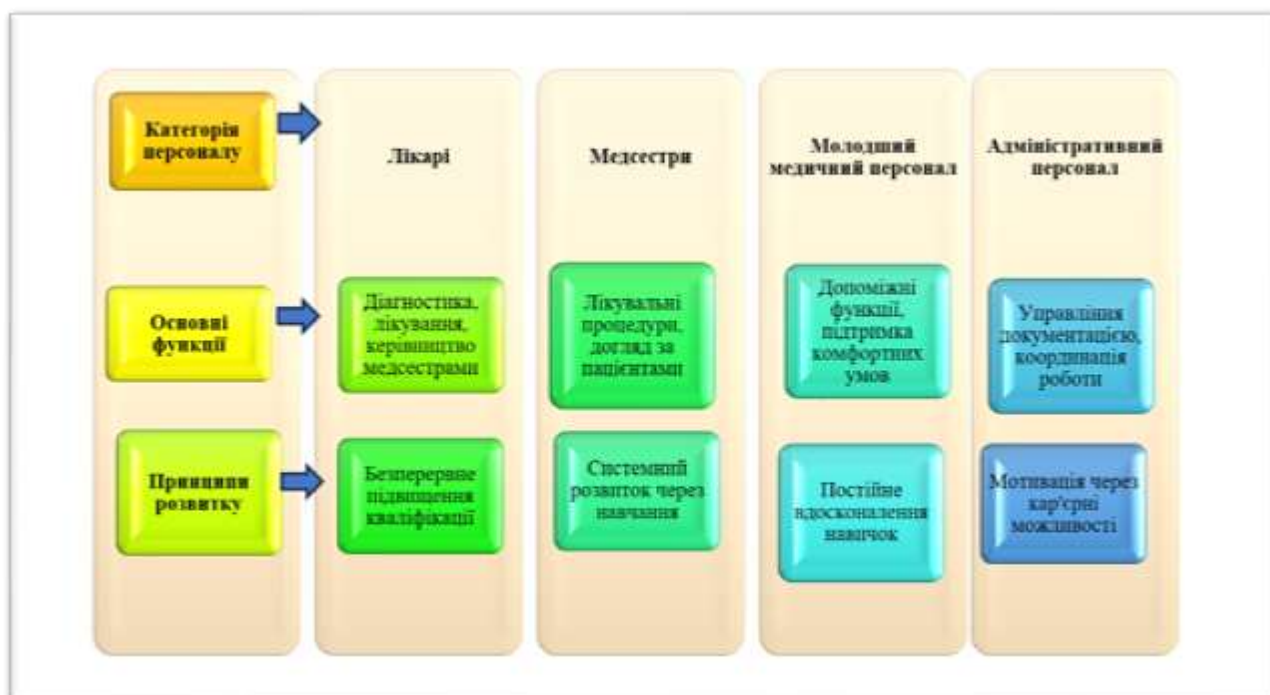 Категорія
персоналу
Лікарі
Медсестри
Молодший
медичний персонал
Адміністративний
персонал
Основні
функції
Діагностика,
лікування,
керівництво
медсестрами
Лікувальні
процедури,
догляд за
пацієнтами
Допоміжні
функції,
підтримка
комфортних
умов
Управління
документацією,
координація
роботи
Принципи
розвитку
Безперервне
підвищення
кваліфікації
Системний
розвиток через
навчання
Постійне
вдосконалення
навичок
Мотивація через
кар'єрні
можливості